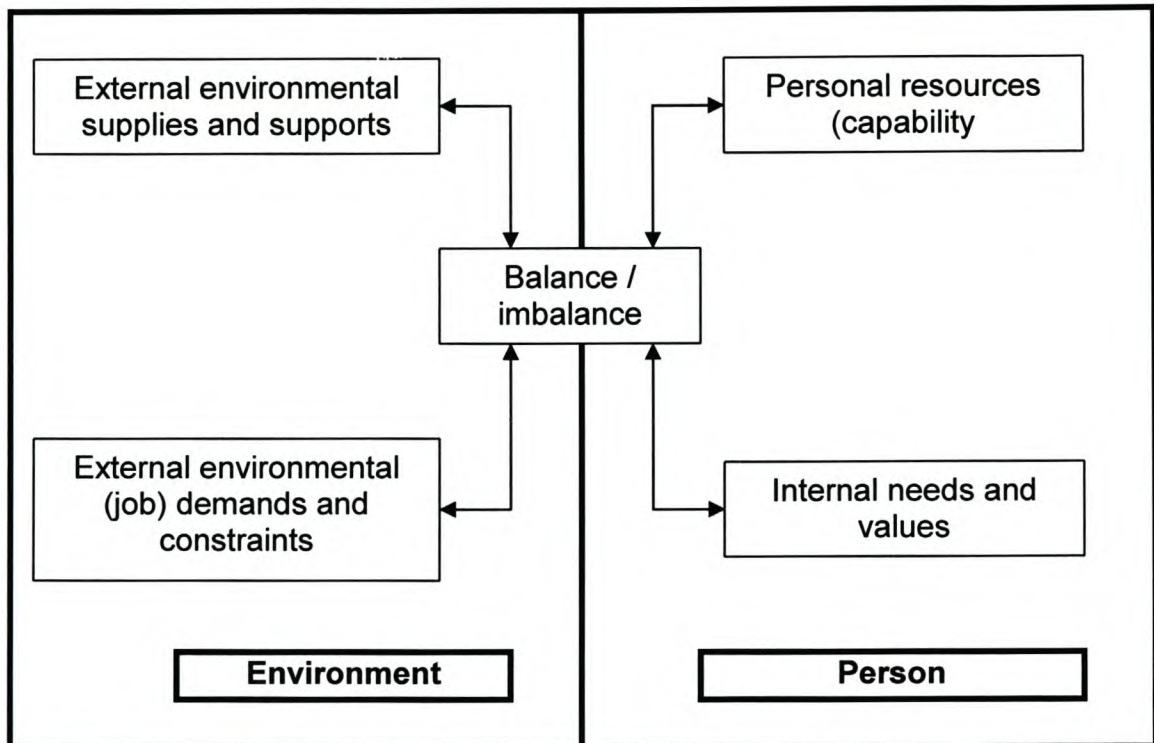 External environmental
supplies and supports
Personal resources
(capability
Balance /
imbalance
External environmental
(job) demands and
constraints
Internal needs and
values
Environment
Person